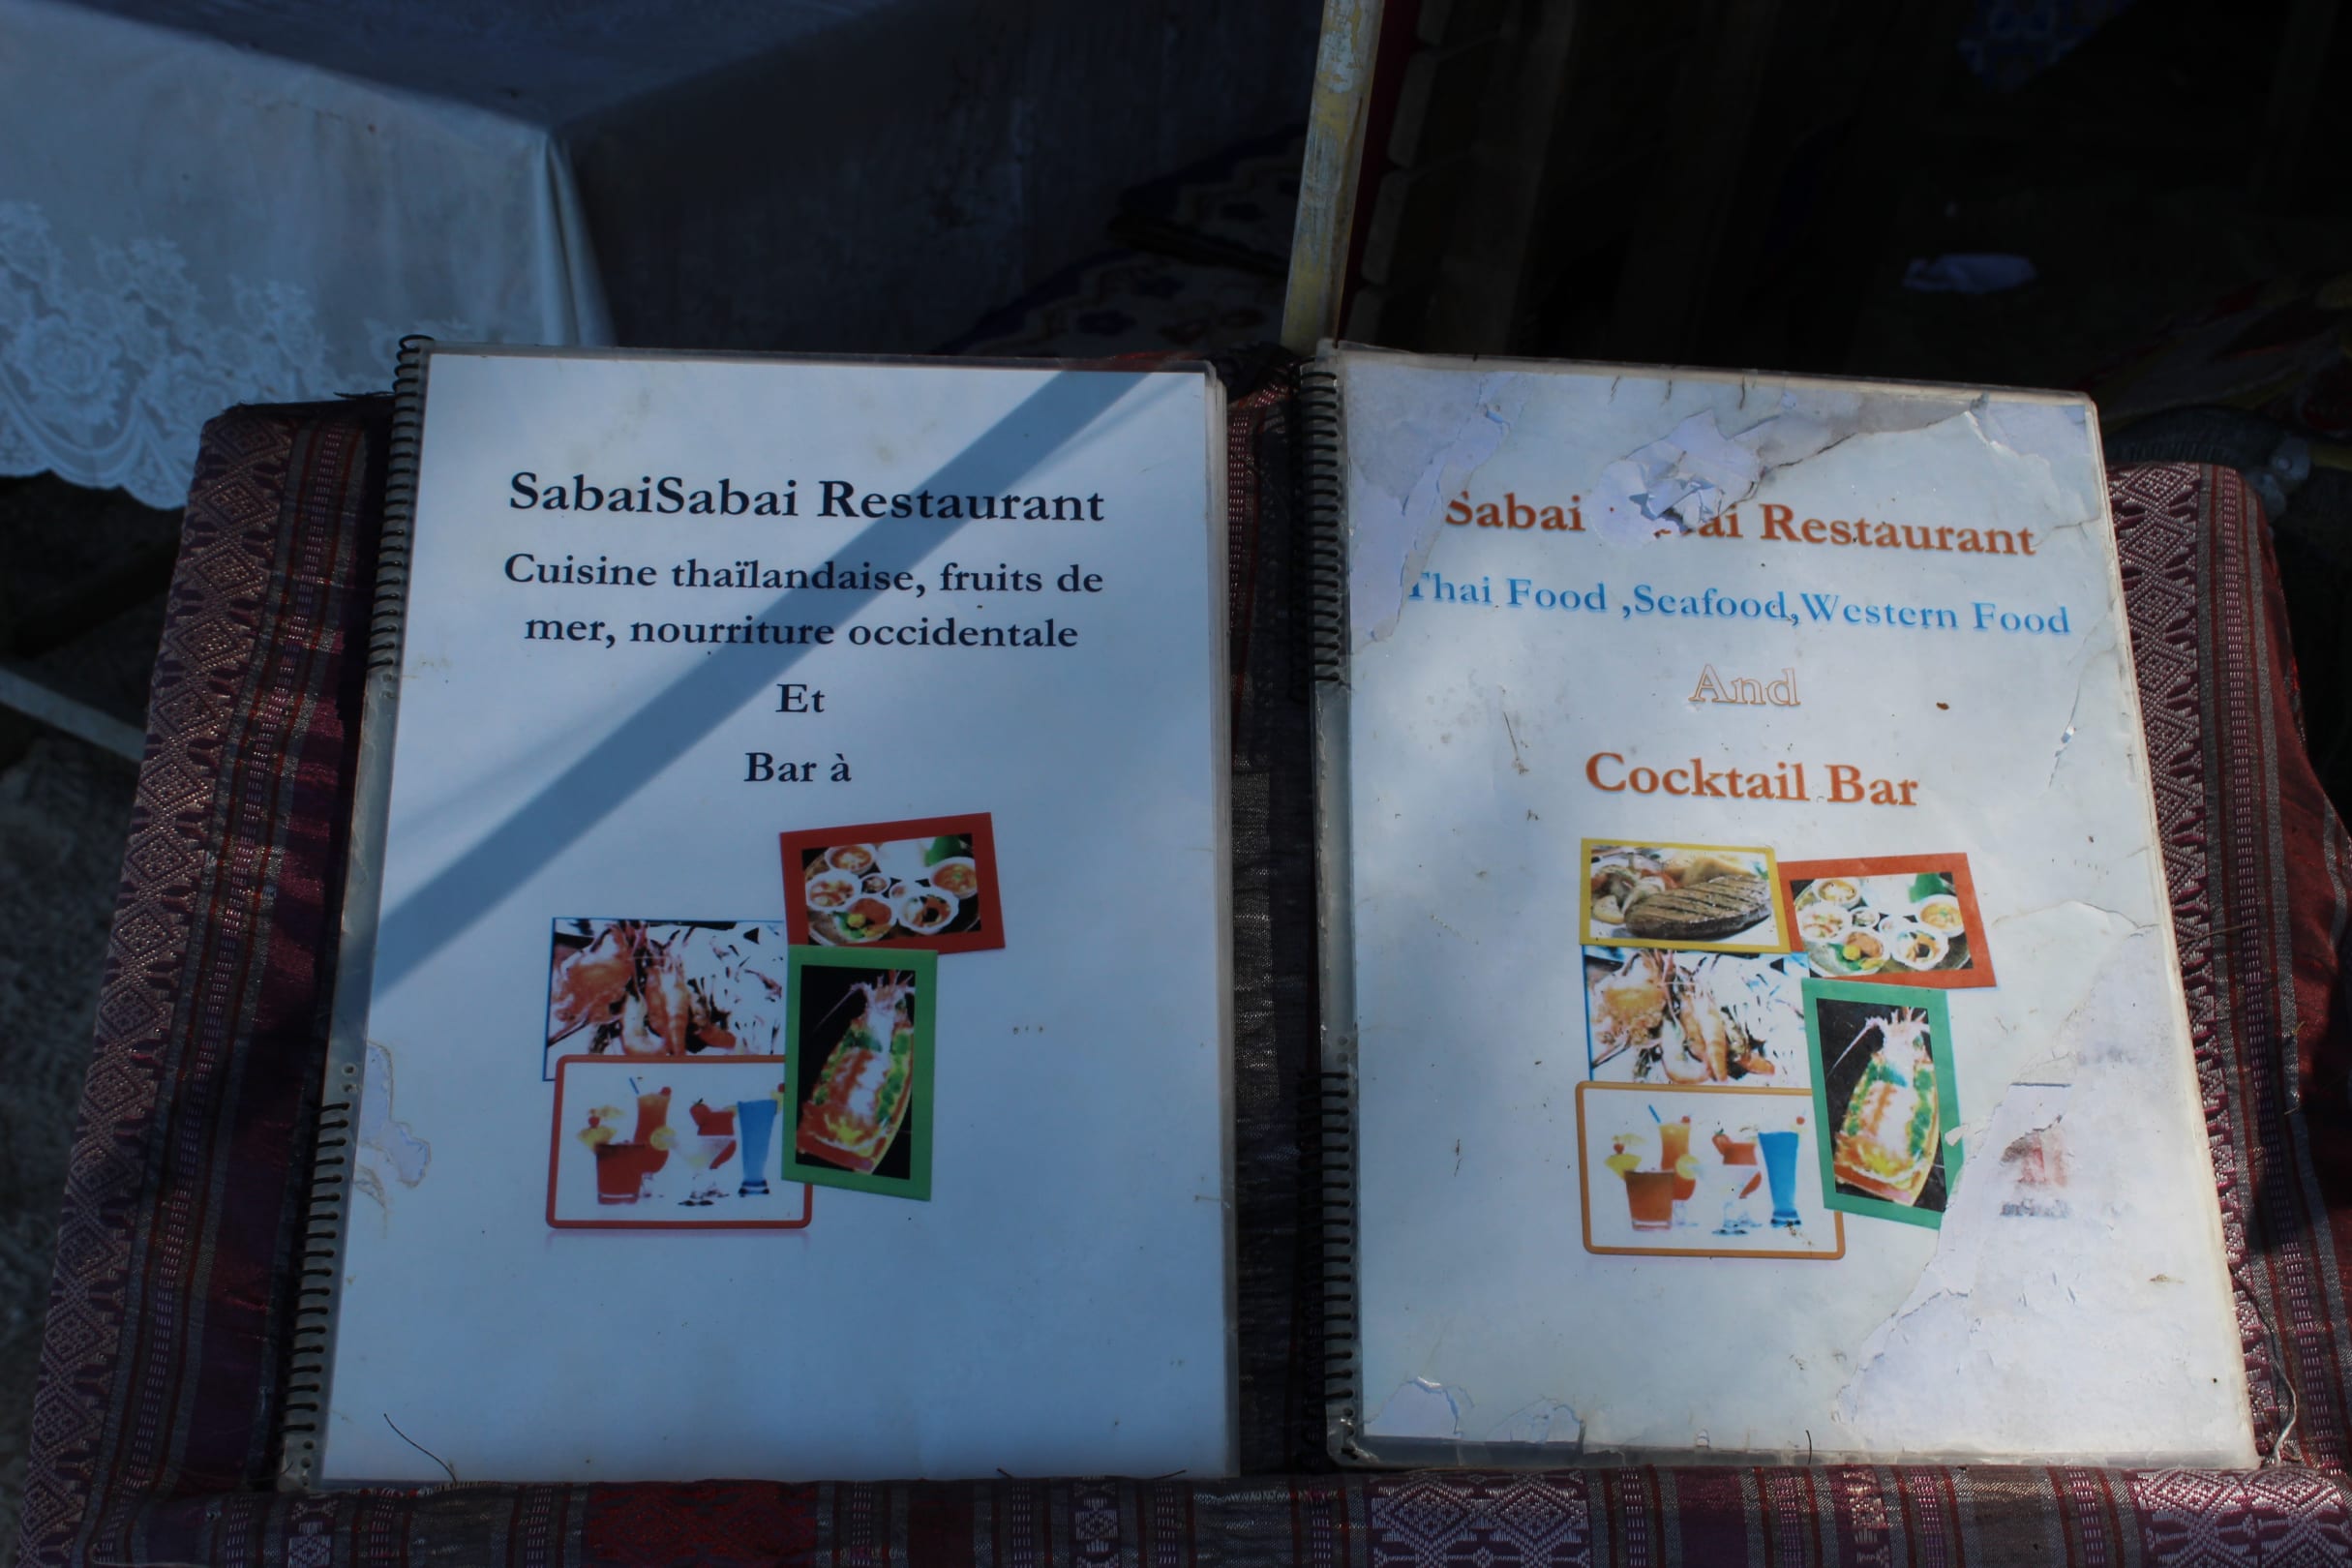 SabaiSabai Restaurant
Cuisine thaïlandaise, fruits de
mer, nourriture occidentale
Et
Bar à
Sabai Restaurant
Thai Food ,Seafood,Western Food
And
Cocktail Bar